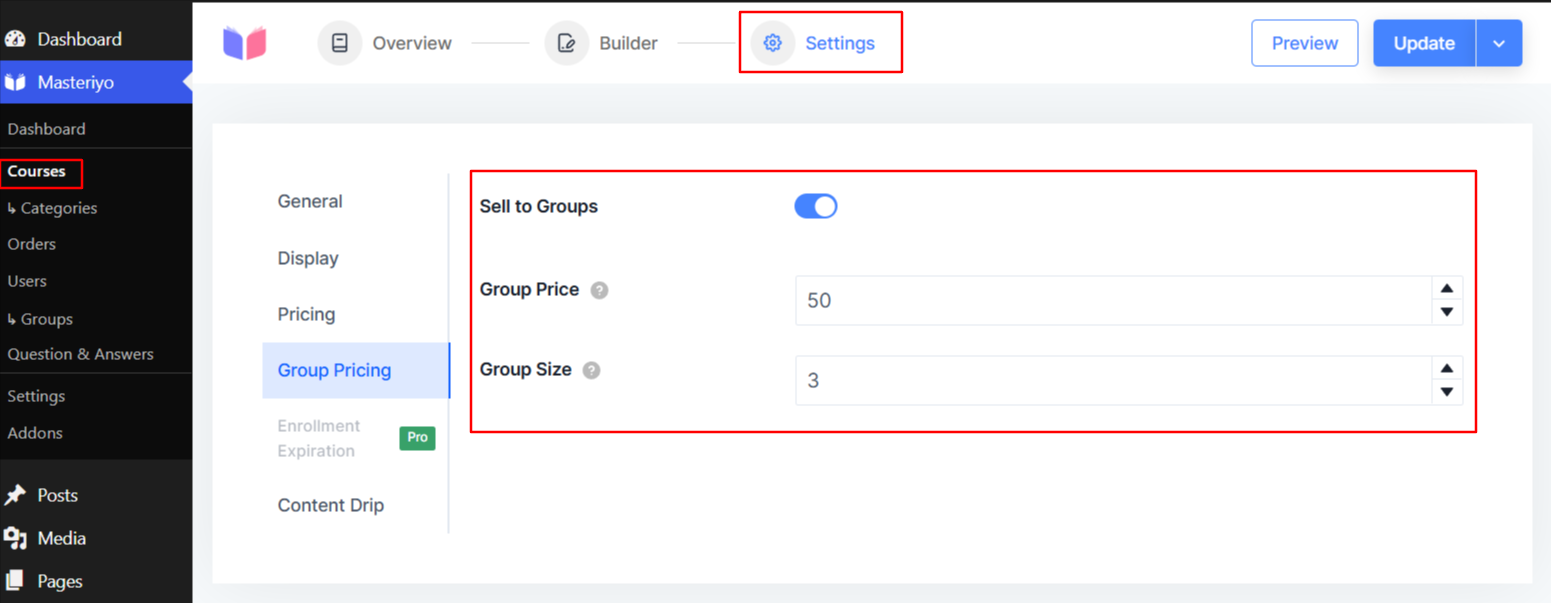 Dashboard
Masteriyo
Dashboard
Courses
↳ Categories
Orders
Users
↳ Groups
Question & Answers
Settings
Addons
Posts
Media
Pages
Overview
Builder
Settings
Preview
Update
General
Display
Pricing
Group Pricing
Enrollment
Expiration
Pro
Content Drip
Sell to Groups
Group Price ?
50
Group Size ?
3